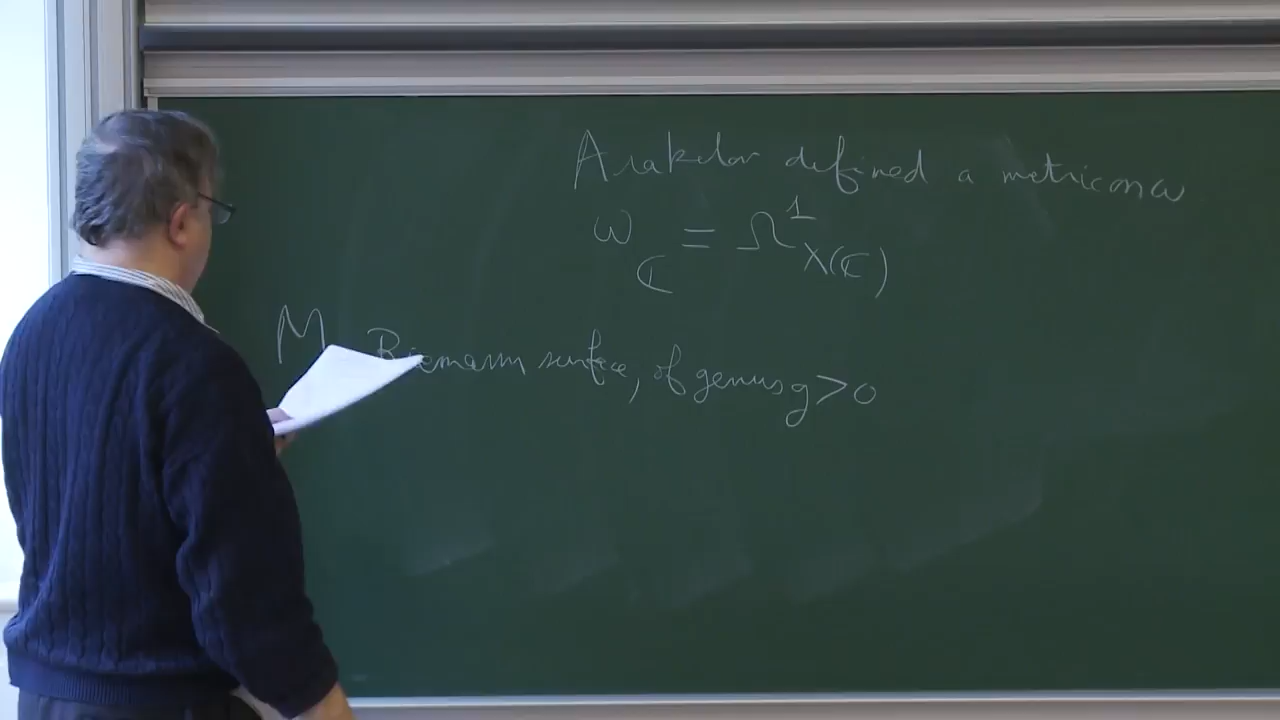 Arakelov defined a metric on ω
ω_ℂ = Ω¹_X(ℂ)
M Riemann surface, of genus g > 0